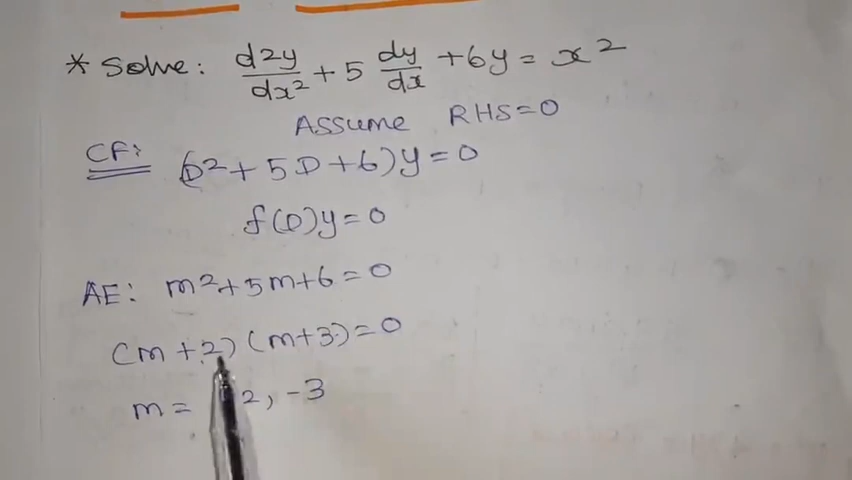 * Solve: d2y/dx² + 5 dy/dx + 6y = x²
Assume RHS=0
CF: (D²+5D+6)y=0
f(D)y=0
AE: m²+5m+6=0
(m+2)(m+3)=0
m= 2, -3